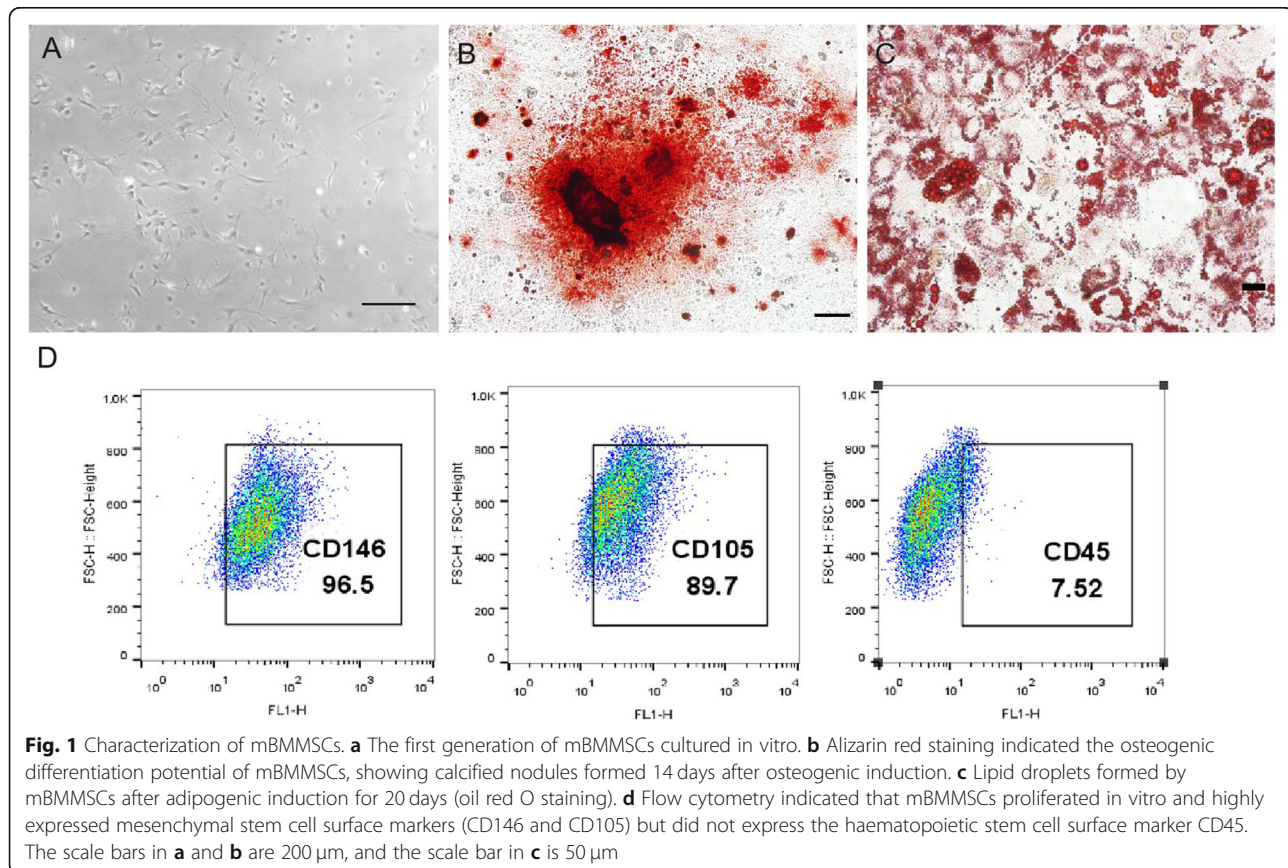 A
B
C
D
1.0K
800
600
400
200
0
FSC-H :: FSC-Height
CD146
96.5
10^0 10^1 10^2 10^3 10^4
FL1-H
1.0K
800
600
400
200
0
FSC-H :: FSC-Height
CD105
89.7
10^0 10^1 10^2 10^3 10^4
FL1-H
1.0K
800
600
400
200
0
FSC-H :: FSC-Height
CD45
7.52
10^0 10^1 10^2 10^3 10^4
FL1-H
Fig. 1 Characterization of mBMMSCs. a The first generation of mBMMSCs cultured in vitro. b Alizarin red staining indicated the osteogenic
differentiation potential of mBMMSCs, showing calcified nodules formed 14 days after osteogenic induction. c Lipid droplets formed by
mBMMSCs after adipogenic induction for 20 days (oil red O staining). d Flow cytometry indicated that mBMMSCs proliferated in vitro and highly
expressed mesenchymal stem cell surface markers (CD146 and CD105) but did not express the haematopoietic stem cell surface marker CD45.
The scale bars in a and b are 200 μm, and the scale bar in c is 50 μm